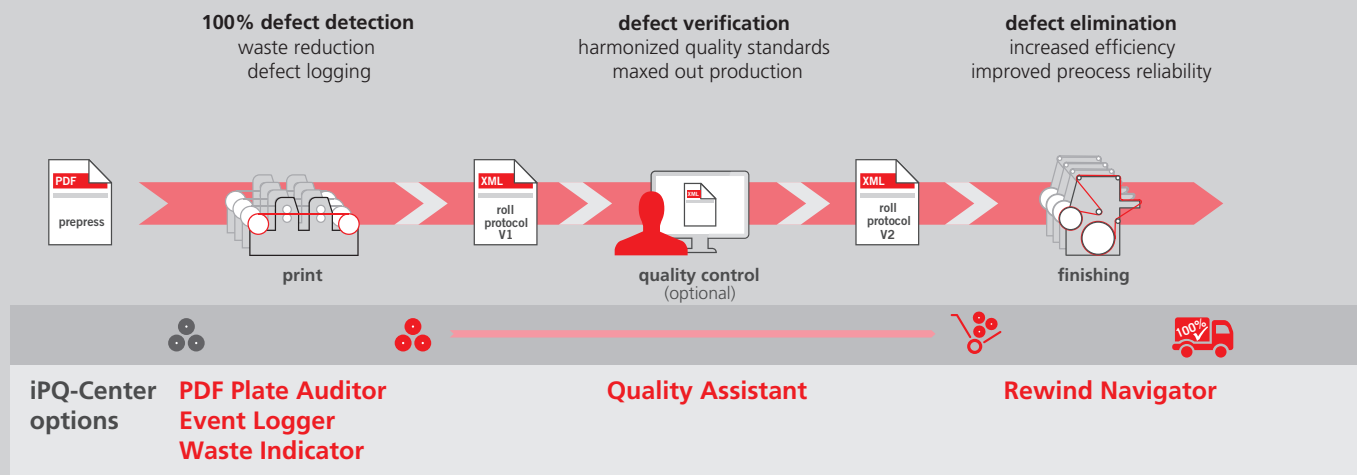 100% defect detection
waste reduction
defect logging
defect verification
harmonized quality standards
maxed out production
defect elimination
increased efficiency
improved preocess reliability
PDF
prepress
print
XML
roll
protocol
V1
XML
quality control
(optional)
XML
roll
protocol
V2
finishing
100%
iPQ-Center
options
PDF Plate Auditor
Event Logger
Waste Indicator
Quality Assistant
Rewind Navigator